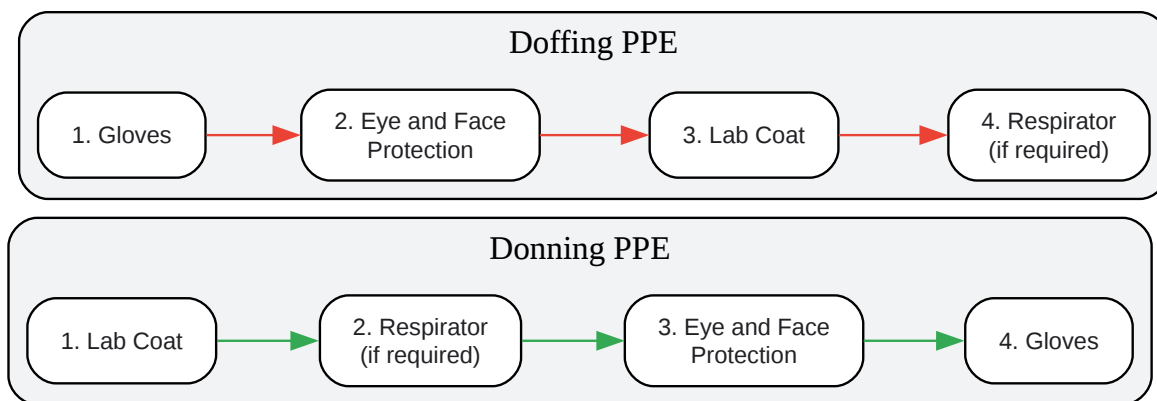 Doffing PPE
1. Gloves
2. Eye and Face
Protection
3. Lab Coat
4. Respirator
(if required)
Donning PPE
1. Lab Coat
2. Respirator
(if required)
3. Eye and Face
Protection
4. Gloves